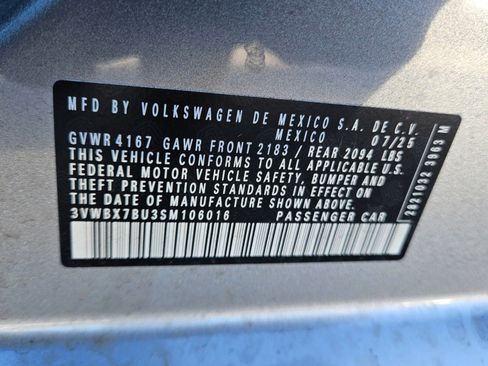 MFD BY VOLKSWAGEN DE MEXICO S.A. DE C.V.
MEXICO 07/25
GVWR 4167 GAWR FRONT 2183 / REAR 2094 LBS
THIS VEHICLE CONFORMS TO ALL APPLICABLE U.S.
FEDERAL MOTOR VEHICLE SAFETY, BUMPER AND
THEFT PREVENTION STANDARDS IN EFFECT ON
THE DATE OF MANUFACTURE SHOWN ABOVE.
3VWBX7BU3SM106016 PASSENGER CAR
2821032 3063 M